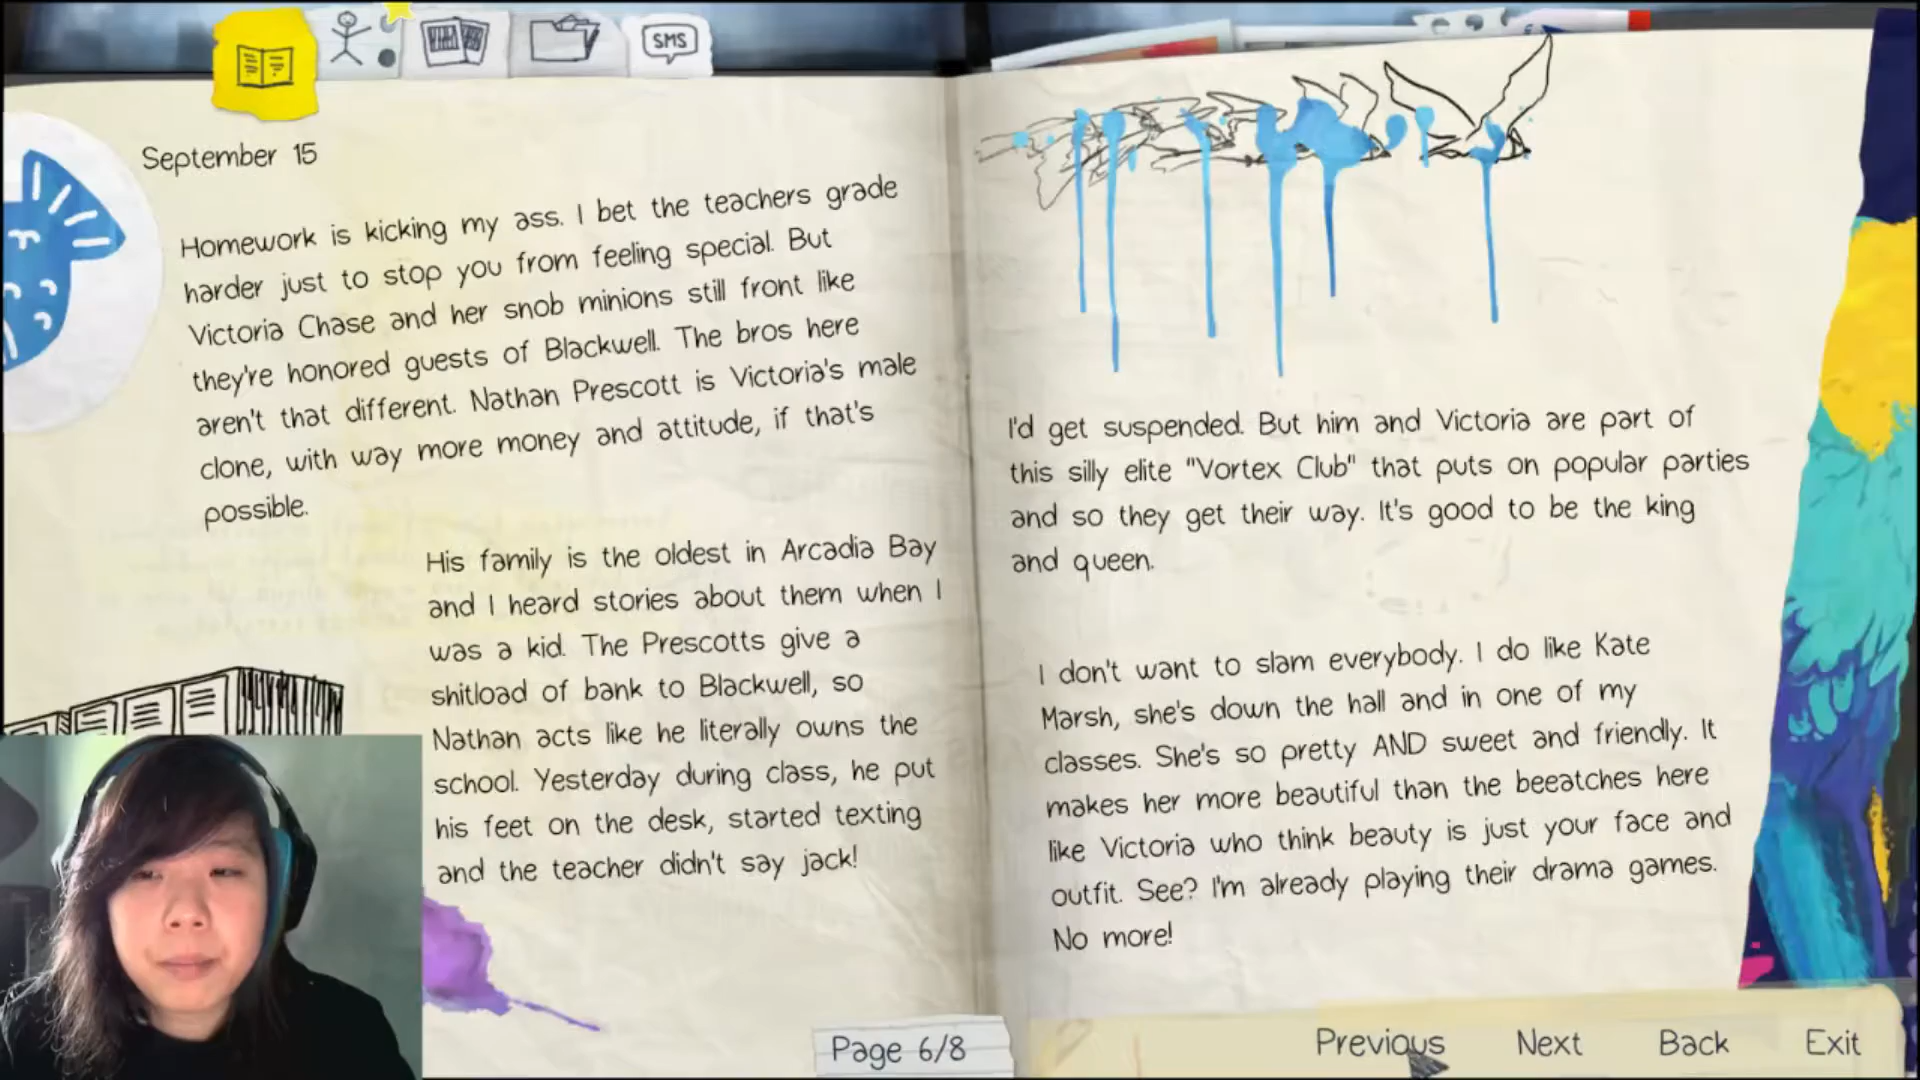 SMS
September 15
Homework is kicking my ass. I bet the teachers grade
harder just to stop you from feeling special. But
Victoria Chase and her snob minions still front like
they're honored guests of Blackwell. The bros here
aren't that different. Nathan Prescott is Victoria's male
clone, with way more money and attitude, if that's
possible.
His family is the oldest in Arcadia Bay
and I heard stories about them when I
was a kid. The Prescotts give a
shitload of bank to Blackwell, so
Nathan acts like he literally owns the
school. Yesterday during class, he put
his feet on the desk, started texting
and the teacher didn't say jack!
I'd get suspended. But him and Victoria are part of
this silly elite "Vortex Club" that puts on popular parties
and so they get their way. It's good to be the king
and queen.
I don't want to slam everybody. I do like Kate
Marsh, she's down the hall and in one of my
classes. She's so pretty AND sweet and friendly. It
makes her more beautiful than the beeatches here
like Victoria who think beauty is just your face and
outfit. See? I'm already playing their drama games.
No more!
Page 6/8
Previous Next Back Exit